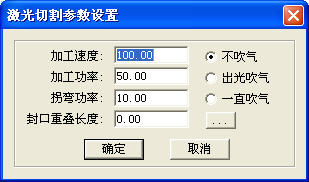 激光切割参数设置
加工速度: 100.00 不吹气
加工功率: 50.00 出光吹气
拐弯功率: 10.00 一直吹气
封口重叠长度: 0.00 ...
确定 取消